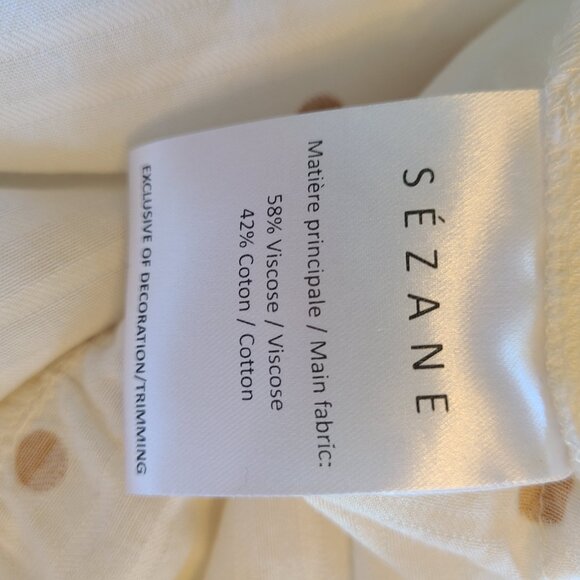 SÉZANE
Matière principale / Main fabric:
58% Viscose / Viscose
42% Coton / Cotton
EXCLUSIVE OF DECORATION/TRIMMING